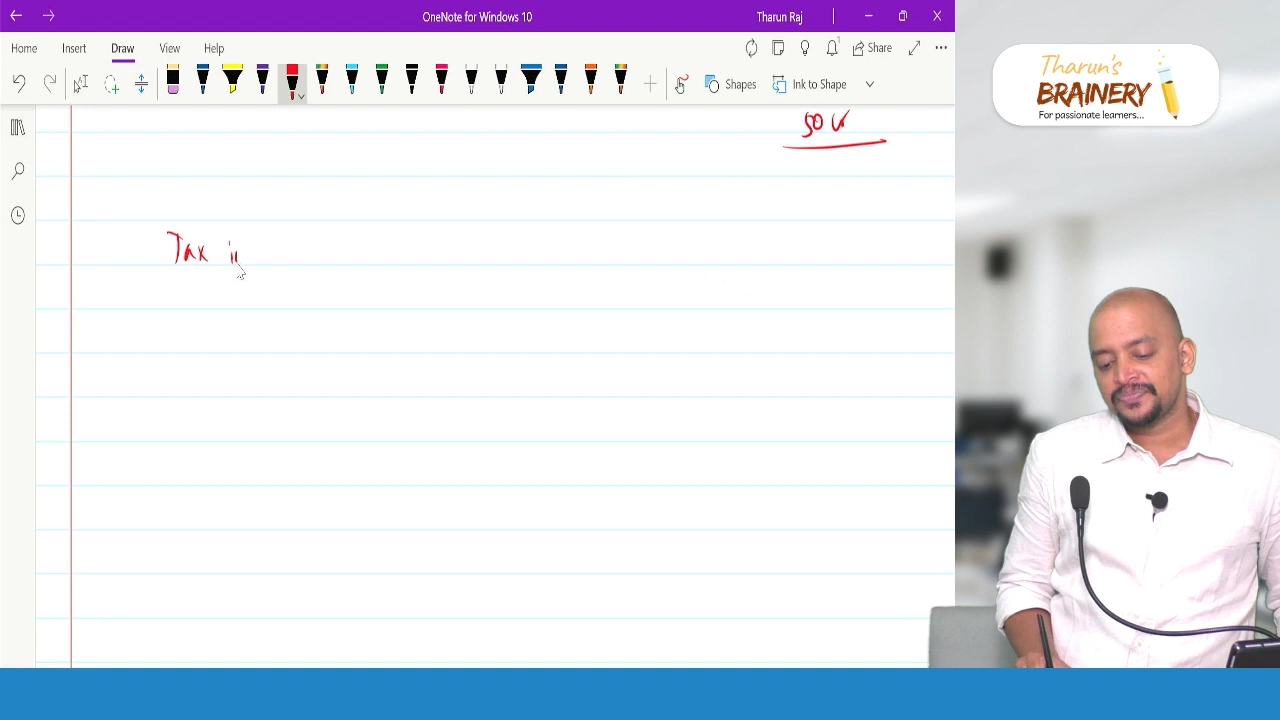 OneNote for Windows 10
Tharun Raj
Home Insert Draw View Help
Share
Shapes
Ink to Shape
Tharun's
BRAINERY
For passionate learners...
50
Tax